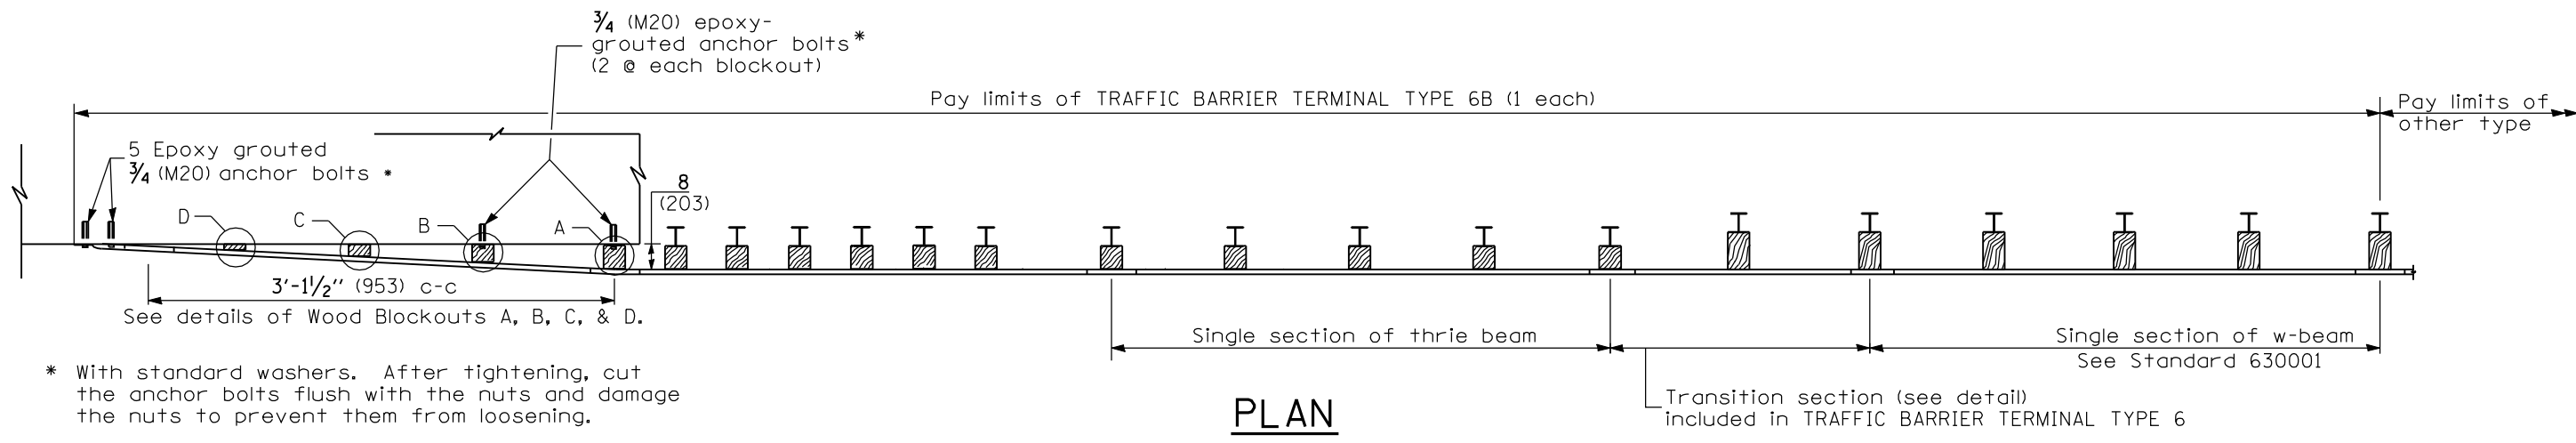 ¾ (M20) epoxy-
grouted anchor bolts*
(2 @ each blockout)
Pay limits of TRAFFIC BARRIER TERMINAL TYPE 6B (1 each)
Pay limits of
other type
5 Epoxy grouted
¾ (M20) anchor bolts *
8
(203)
D
C
B
A
3'-1½" (953) c-c
See details of Wood Blockouts A, B, C, & D.
Single section of thrie beam
Single section of w-beam
See Standard 630001
* With standard washers. After tightening, cut
the anchor bolts flush with the nuts and damage
the nuts to prevent them from loosening.
Transition section (see detail)
included in TRAFFIC BARRIER TERMINAL TYPE 6
PLAN